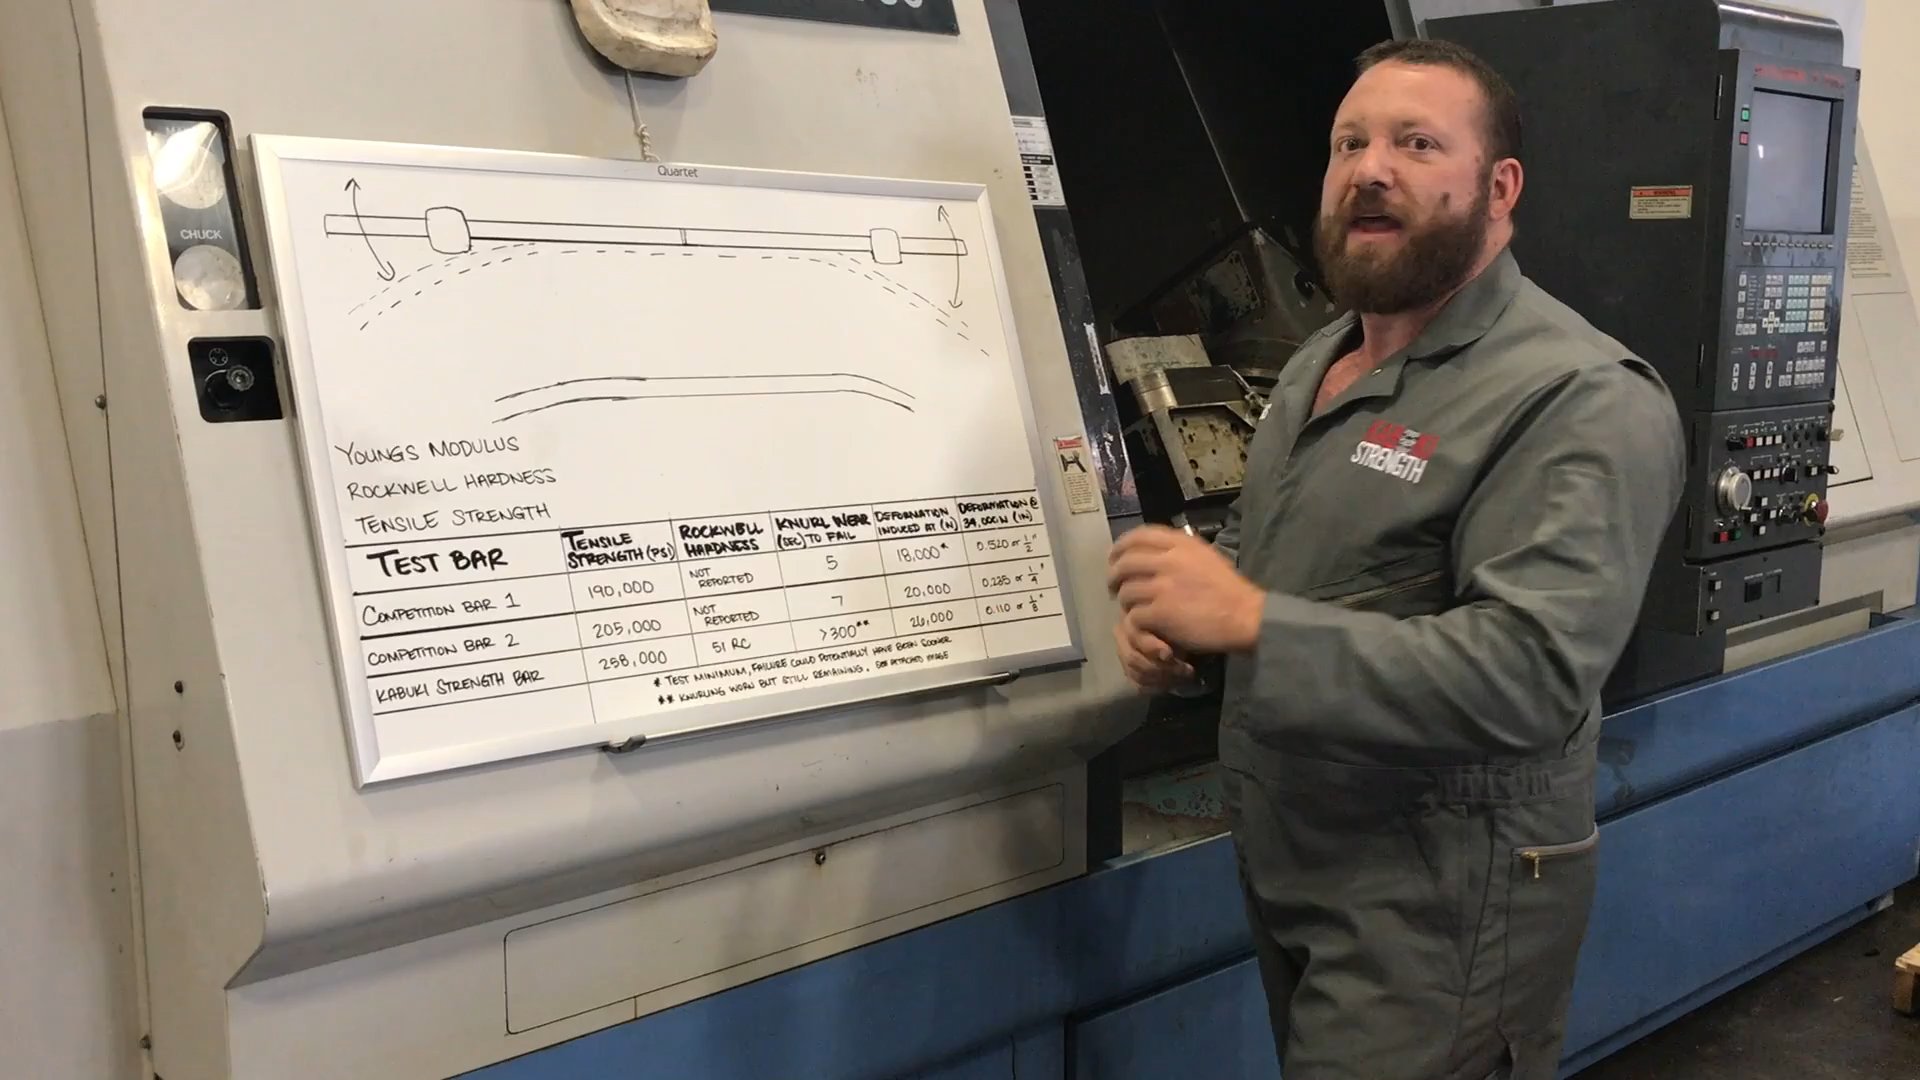 Quartet
CHUCK
YOUNGS MODULUS
ROCKWELL HARDNESS
TENSILE STRENGTH
TEST BAR
TENSILE STRENGTH (PSI)
ROCKWELL HARDNESS
KNURL WEAR (SEC) TO FAIL
DEFORMATION INDUCED AT (N)
DEFORMATION @ 34,000N (IN)
COMPETITION BAR 1 190,000 NOT REPORTED 5 18,000* 0.520 or 1/2"
COMPETITION BAR 2 205,000 NOT REPORTED 7 20,000 0.235 or 1/4"
KABUKI STRENGTH BAR 258,000 51 RC >300** 26,000 0.110 or 1/8"
* TEST MINIMUM, FAILURE COULD POTENTIALLY HAVE BEEN SOONER
** KNURLING WORN BUT STILL REMAINING. SEE ATTACHED IMAGE
STRENGTH